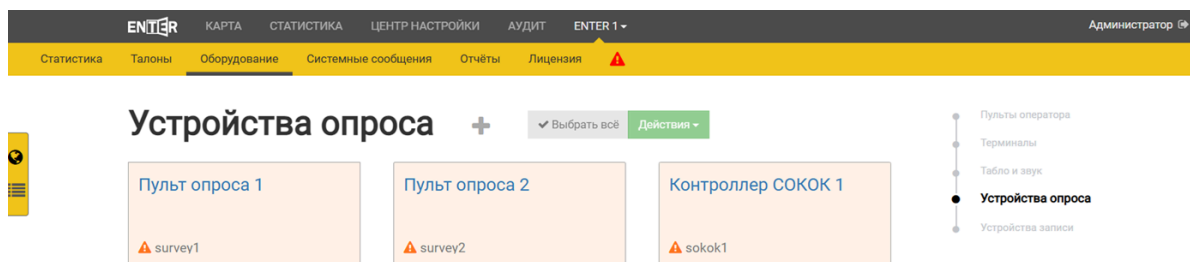 ENTER КАРТА СТАТИСТИКА ЦЕНТР НАСТРОЙКИ АУДИТ ENTER 1 Администратор
Статистика Талоны Оборудование Системные сообщения Отчёты Лицензия
Устройства опроса Выбрать всё Действия
Пульты оператора
Терминалы
Табло и звук
Устройства опроса
Устройства записи
Пульт опроса 1 Пульт опроса 2 Контроллер СОКОК 1
survey1 survey2 sokok1